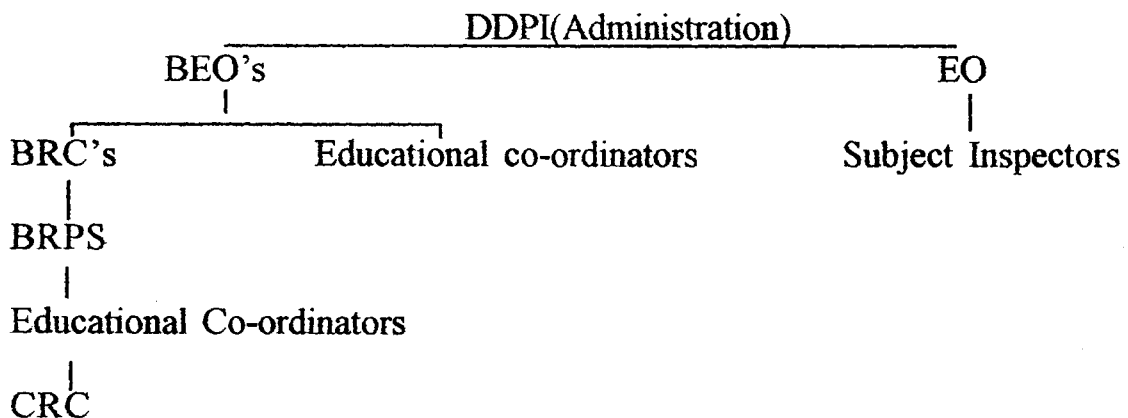 DDPI(Administration)
BEO's EO
BRC's Educational co-ordinators Subject Inspectors
BRPS
Educational Co-ordinators
CRC